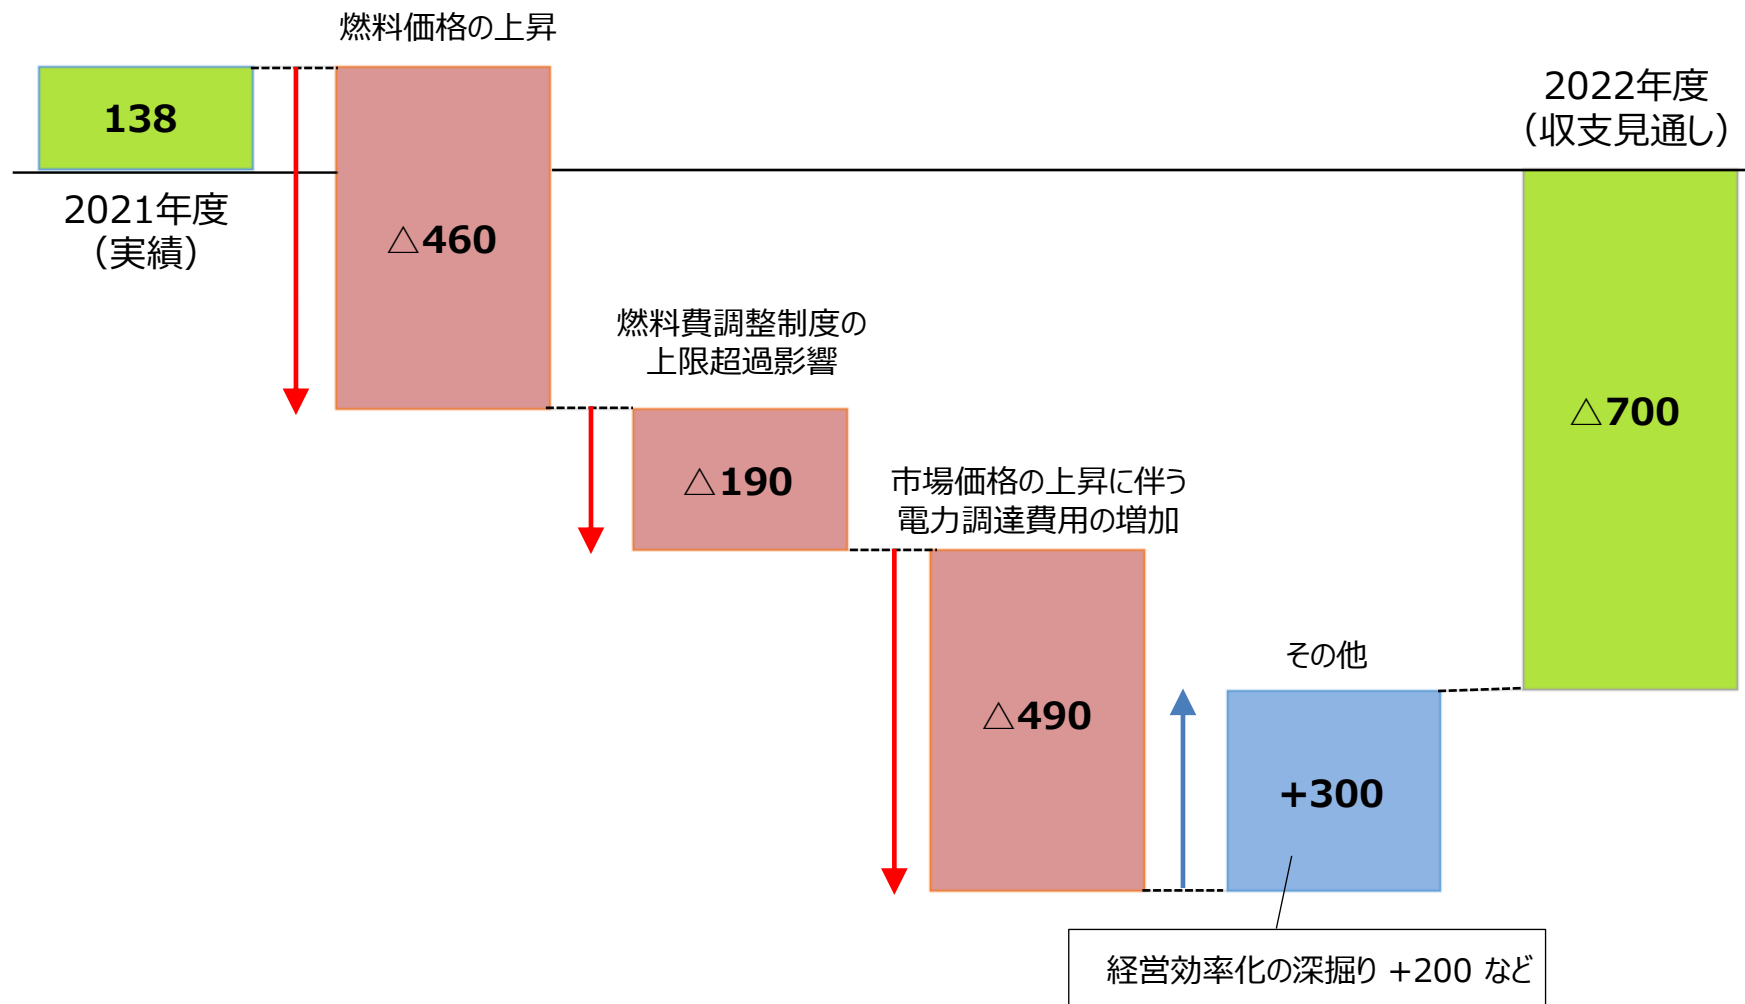 燃料価格の上昇
138
2021年度
（実績）
△460
燃料費調整制度の
上限超過影響
△190
市場価格の上昇に伴う
電力調達費用の増加
△490
その他
+300
経営効率化の深掘り +200 など
2022年度
（収支見通し）
△700